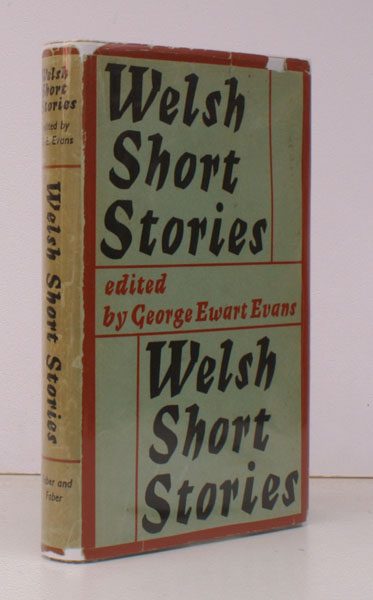 Welsh
Short
Stories
edited by
E. Evans
Welsh Short Stories
Faber and
Faber
Welsh
Short
Stories
edited
by George Ewart Evans
Welsh
Short
Stories